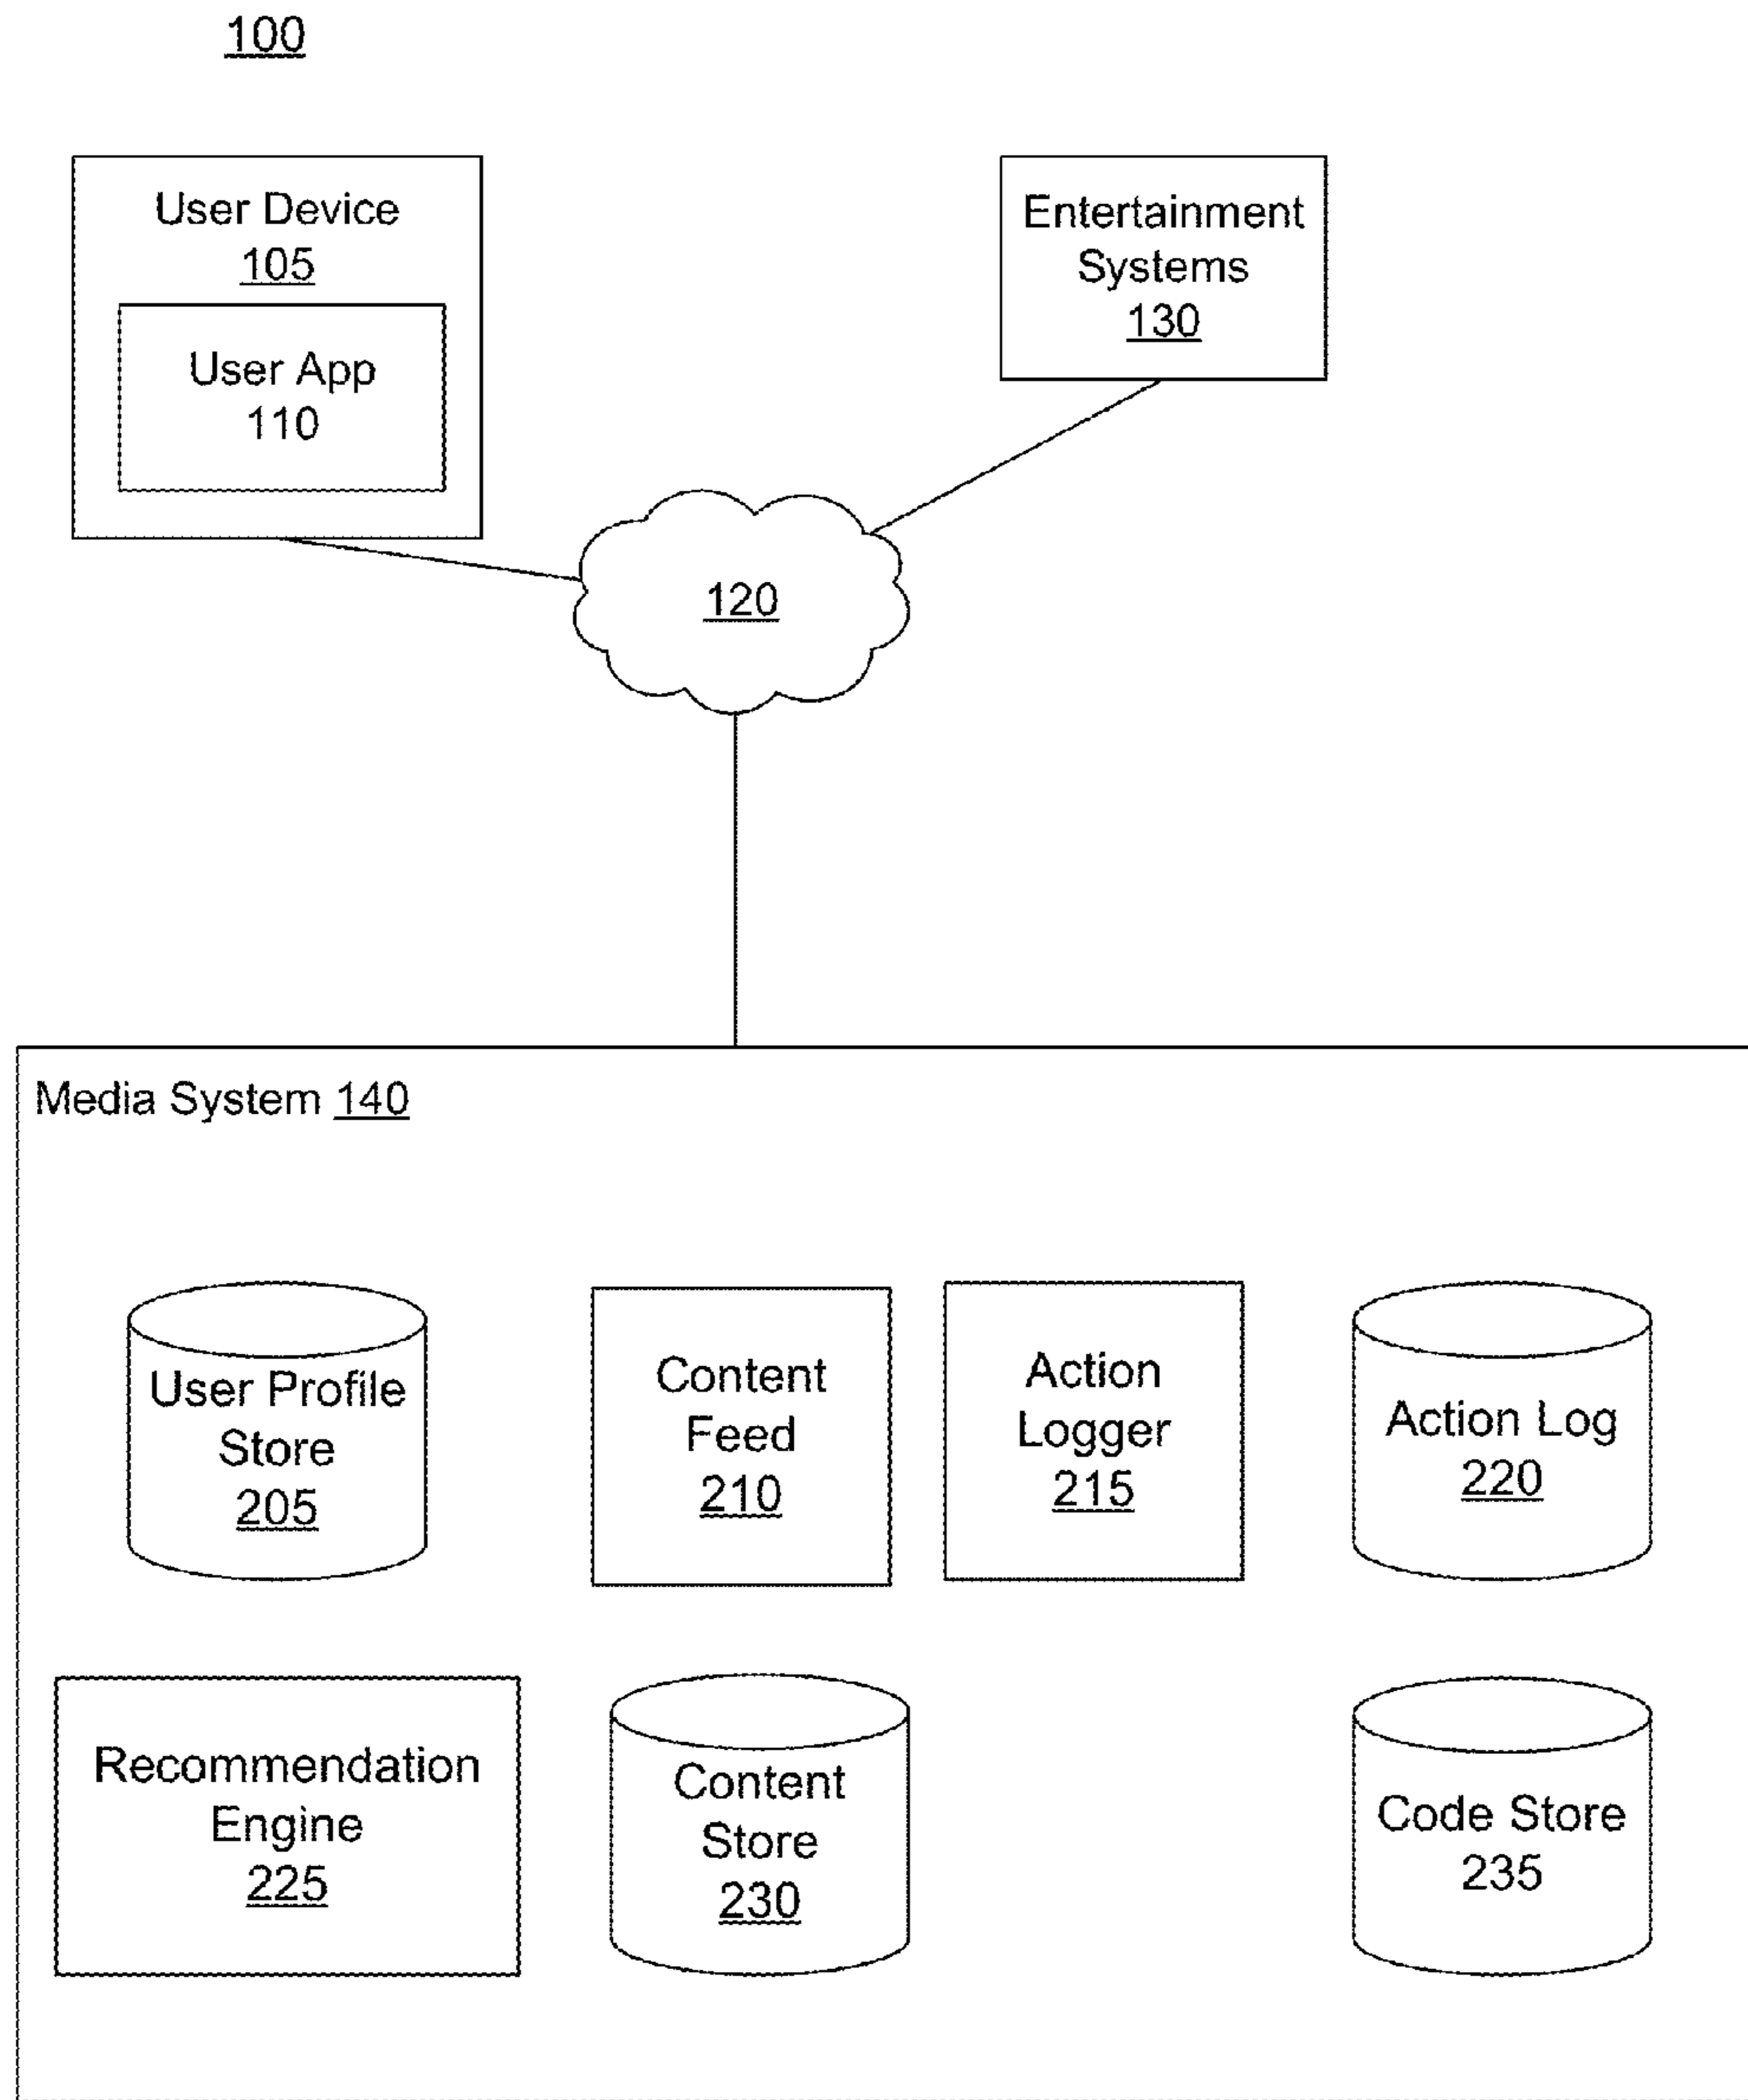 100
User Device
105
User App
110
Entertainment
Systems
130
120
Media System 140
User Profile
Store
205
Content
Feed
210
Action
Logger
215
Action Log
220
Recommendation
Engine
225
Content
Store
230
Code Store
235